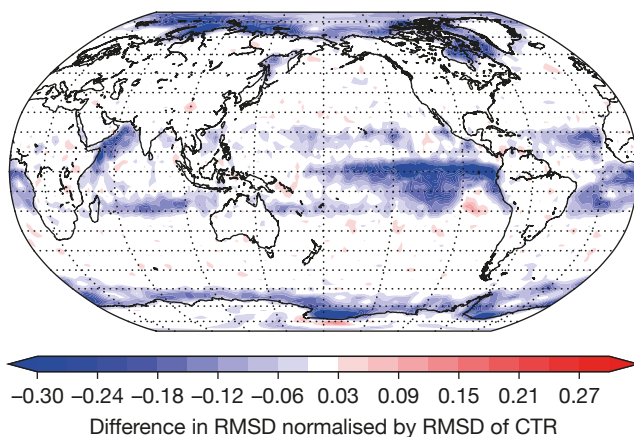 −0.30 −0.24 −0.18 −0.12 −0.06 0.03 0.09 0.15 0.21 0.27
Difference in RMSD normalised by RMSD of CTR